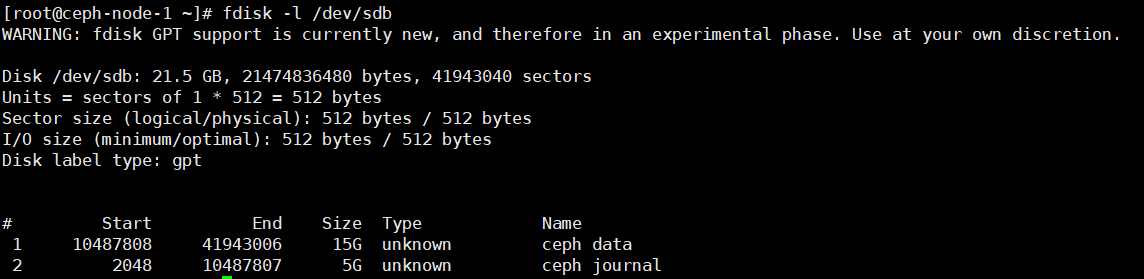 [root@ceph-node-1 ~]# fdisk -l /dev/sdb
WARNING: fdisk GPT support is currently new, and therefore in an experimental phase. Use at your own discretion.
Disk /dev/sdb: 21.5 GB, 21474836480 bytes, 41943040 sectors
Units = sectors of 1 * 512 = 512 bytes
Sector size (logical/physical): 512 bytes / 512 bytes
I/O size (minimum/optimal): 512 bytes / 512 bytes
Disk label type: gpt
#         Start          End    Size  Type            Name
 1     10487808     41943006     15G  unknown         ceph data
 2         2048     10487807      5G  unknown         ceph journal